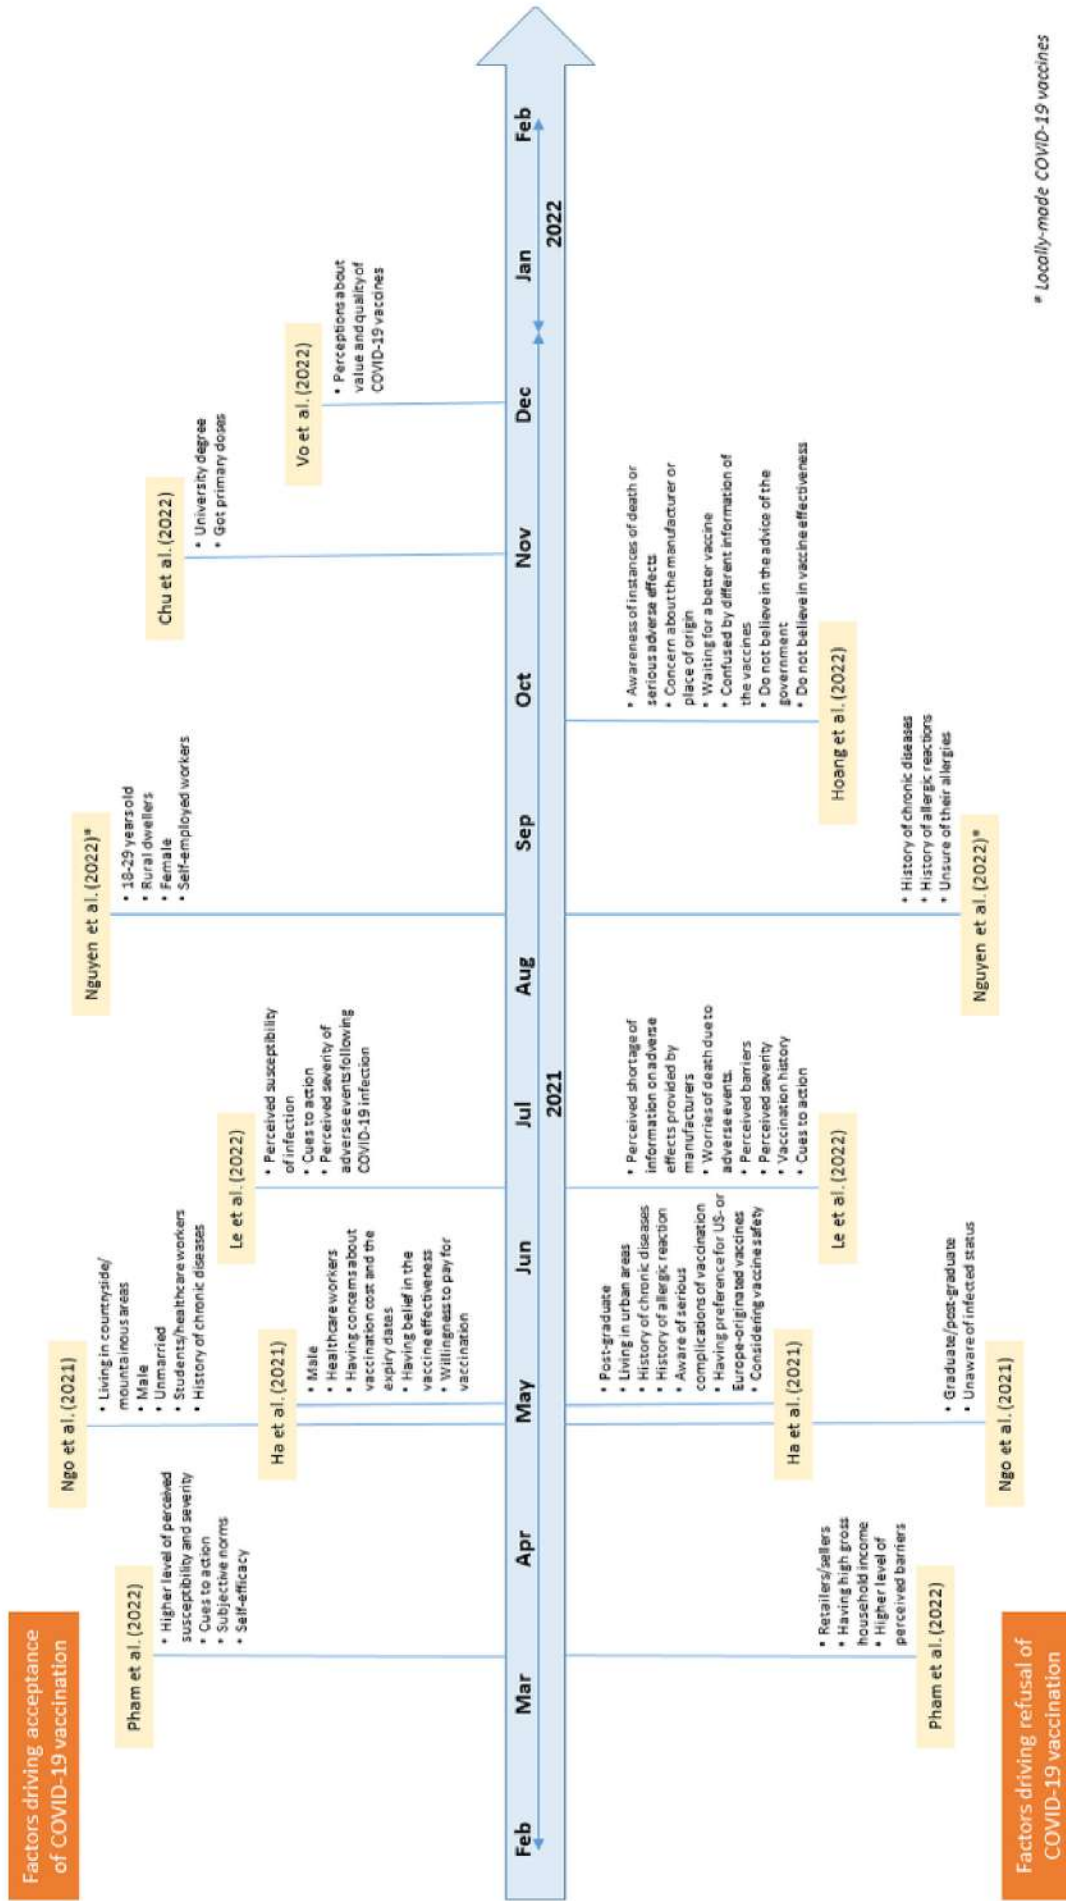 Factors driving acceptance
of COVID-19 vaccination
Pham et al. (2022)
• Higher level of perceived
susceptibility and severity
• Cues to action
• Subjective norms
• Self-efficacy
Ngo et al. (2021)
• Living in countryside/
mountainous areas
• Male
• Unmarried
• Students/healthcare workers
• History of chronic diseases
Ha et al. (2021)
• Male
• Healthcare workers
• Having concerns about
vaccination cost and the
expiry dates
• Having belief in the
vaccine effectiveness
• Willingness to pay for
vaccination
Le et al. (2022)
• Perceived susceptibility
of infection
• Cues to action
• Perceived severity of
adverse events following
COVID-19 infection
Nguyen et al. (2022)*
• 18-29 years old
• Rural dwellers
• Female
• Self-employed workers
Chu et al. (2022)
• University degree
• Got primary doses
Vo et al. (2022)
• Perceptions about
value and quality of
COVID-19 vaccines
Feb Mar Apr May Jun Jul Aug Sep Oct Nov Dec Jan Feb
2021 2022
Factors driving refusal of
COVID-19 vaccination
Pham et al. (2022)
• Retailers/sellers
• Having high gross
household income
• Higher level of
perceived barriers
Ngo et al. (2021)
• Graduate/post-graduate
• Unaware of infected status
Ha et al. (2021)
• Post-graduate
• Living in urban areas
• History of chronic diseases
• History of allergic reaction
• Aware of serious
complications of vaccination
• Having preference for US- or
Europe-originated vaccines
• Considering vaccine safety
Le et al. (2022)
• Perceived shortage of
information on adverse
effects provided by
manufacturers
• Worries of death due to
adverse events.
• Perceived barriers
• Perceived severity
• Vaccination history
• Cues to action
Nguyen et al. (2022)*
• History of chronic diseases
• History of allergic reactions
• Unsure of their allergies
Hoang et al. (2022)
• Awareness of instances of death or
serious adverse effects
• Concern about the manufacturer or
place of origin
• Waiting for a better vaccine
• Confused by different information of
the vaccines
• Do not believe in the advice of the
government
• Do not believe in vaccine effectiveness
* Locally-made COVID-19 vaccines